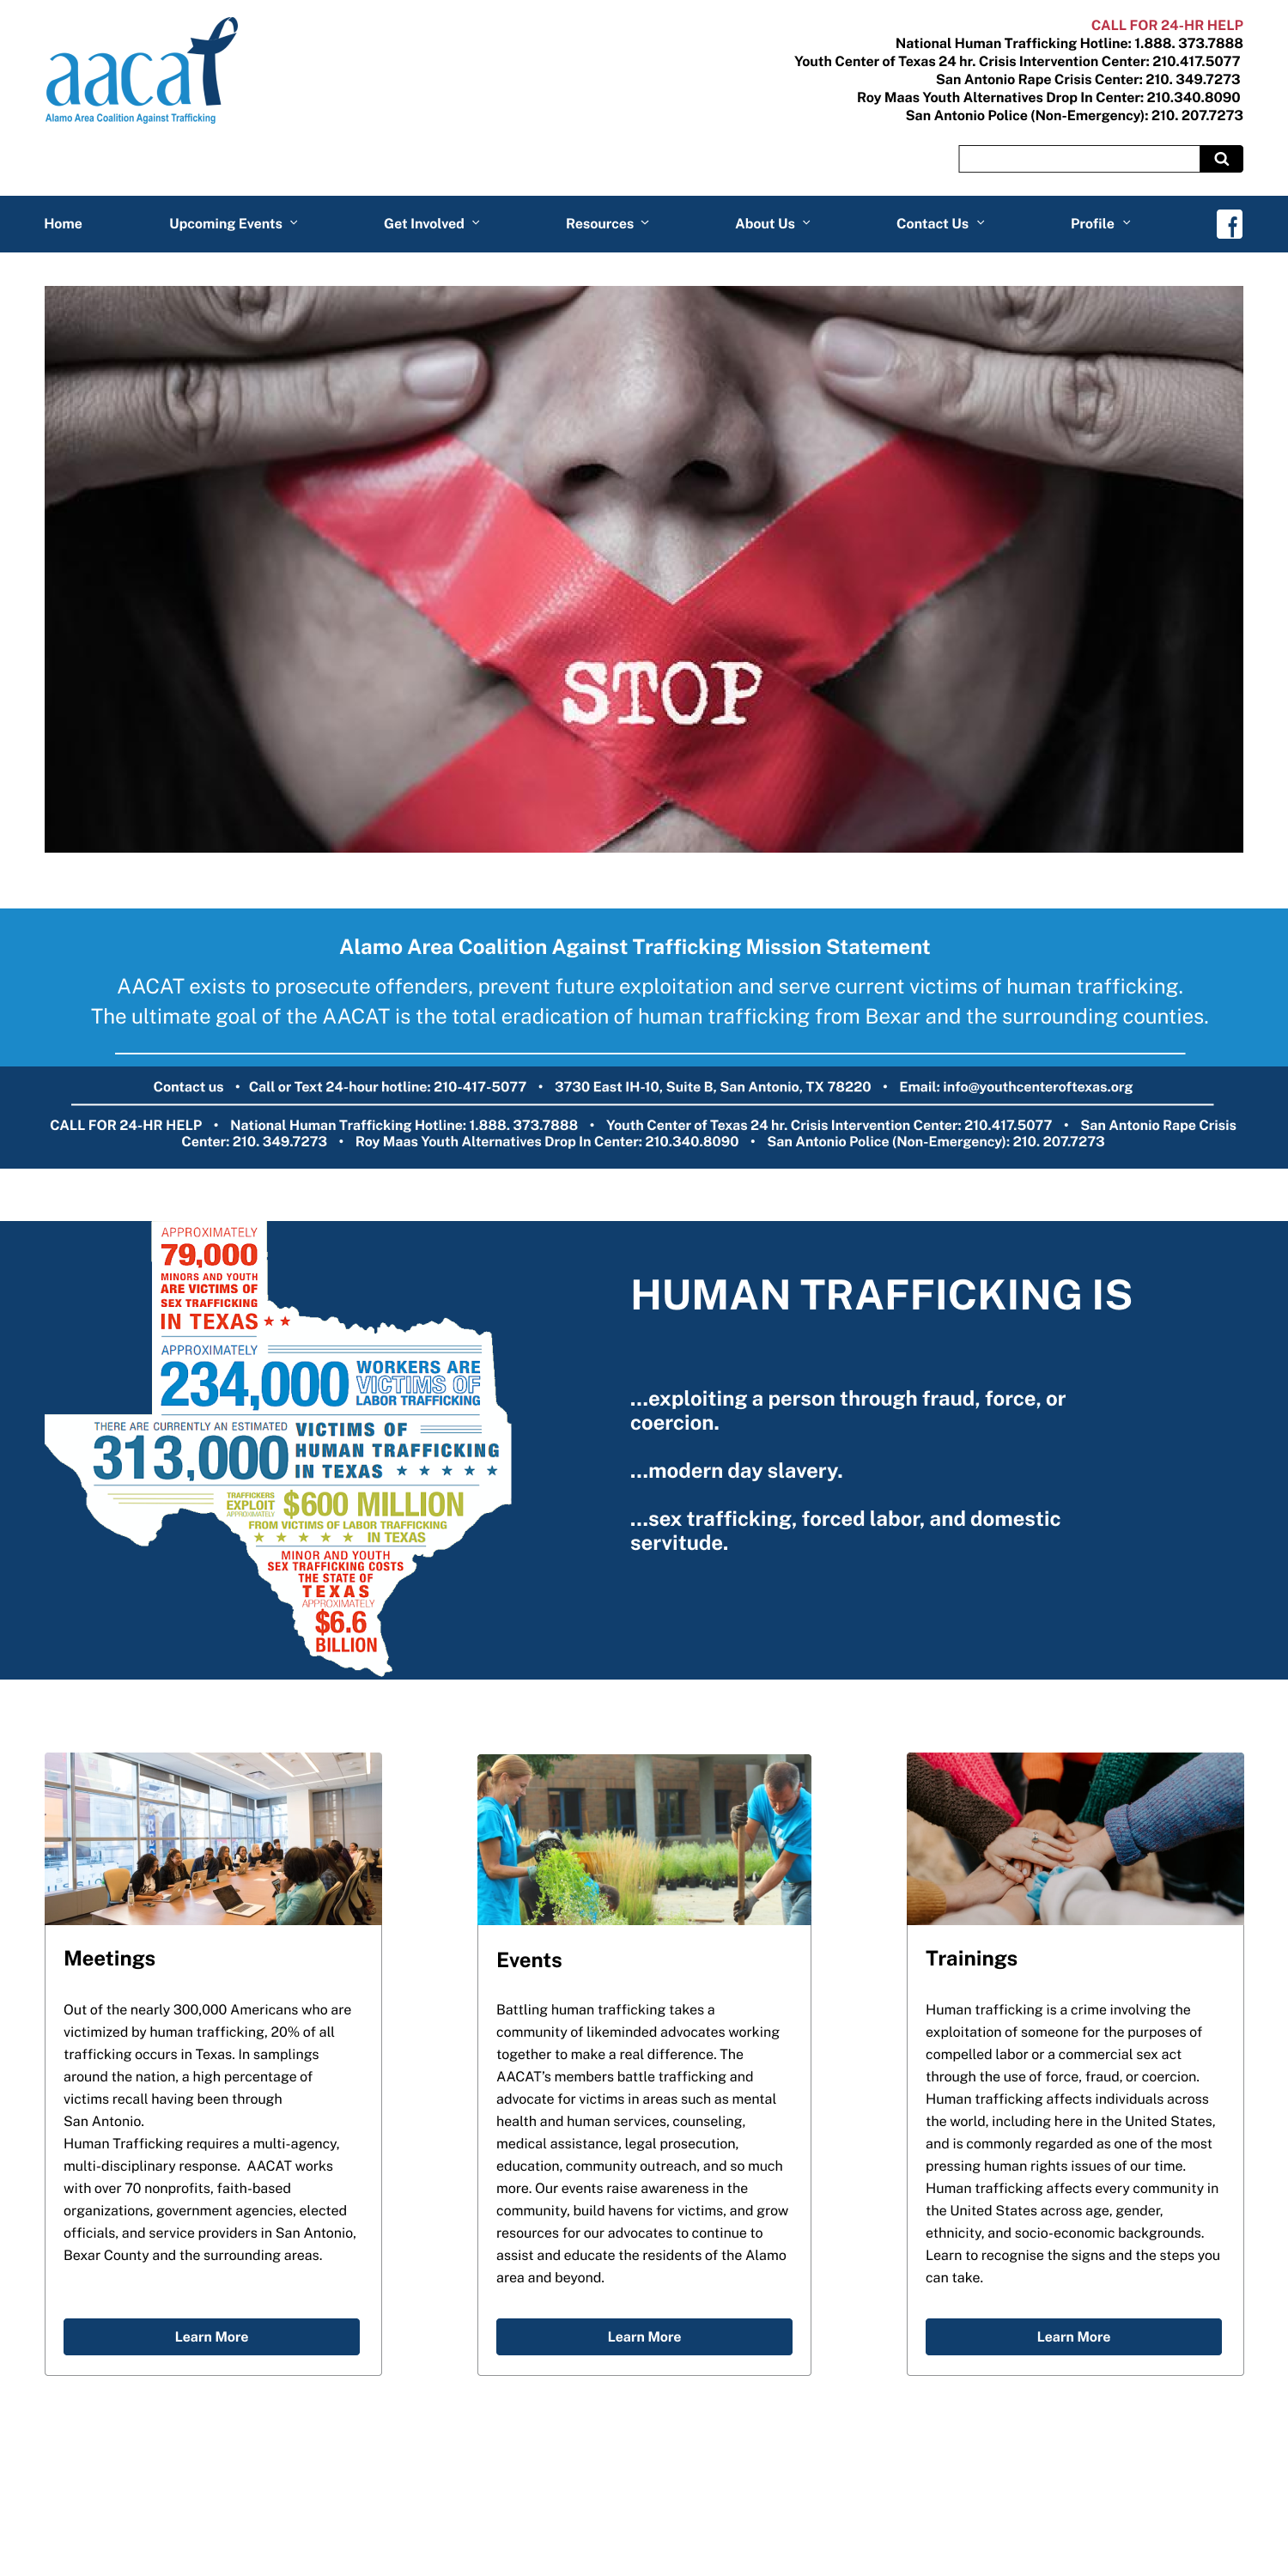 aacat
Alamo Area Coalition Against Trafficking
CALL FOR 24-HR HELP
National Human Trafficking Hotline: 1.888. 373.7888
Youth Center of Texas 24 hr. Crisis Intervention Center: 210.417.5077
San Antonio Rape Crisis Center: 210. 349.7273
Roy Maas Youth Alternatives Drop In Center: 210.340.8090
San Antonio Police (Non-Emergency): 210. 207.7273
Home Upcoming Events Get Involved Resources About Us Contact Us Profile
STOP
Alamo Area Coalition Against Trafficking Mission Statement
AACAT exists to prosecute offenders, prevent future exploitation and serve current victims of human trafficking.
The ultimate goal of the AACAT is the total eradication of human trafficking from Bexar and the surrounding counties.
Contact us • Call or Text 24-hour hotline: 210-417-5077 • 3730 East IH-10, Suite B, San Antonio, TX 78220 • Email: info@youthcenteroftexas.org
CALL FOR 24-HR HELP • National Human Trafficking Hotline: 1.888. 373.7888 • Youth Center of Texas 24 hr. Crisis Intervention Center: 210.417.5077 • San Antonio Rape Crisis
Center: 210. 349.7273 • Roy Maas Youth Alternatives Drop In Center: 210.340.8090 • San Antonio Police (Non-Emergency): 210. 207.7273
APPROXIMATELY
79,000
MINORS AND YOUTH
ARE VICTIMS OF
SEX TRAFFICKING
IN TEXAS
APPROXIMATELY
234,000 WORKERS ARE
VICTIMS OF
LABOR TRAFFICKING
THERE ARE CURRENTLY AN ESTIMATED VICTIMS OF
313,000 HUMAN TRAFFICKING
IN TEXAS
TRAFFICKERS
EXPLOIT
APPROXIMATELY
$600 MILLION
FROM VICTIMS OF LABOR TRAFFICKING
IN TEXAS
MINOR AND YOUTH
SEX TRAFFICKING COSTS
THE STATE OF
TEXAS
APPROXIMATELY
$6.6
BILLION
HUMAN TRAFFICKING IS
...exploiting a person through fraud, force, or
coercion.
...modern day slavery.
...sex trafficking, forced labor, and domestic
servitude.
Meetings
Out of the nearly 300,000 Americans who are
victimized by human trafficking, 20% of all
trafficking occurs in Texas. In samplings
around the nation, a high percentage of
victims recall having been through
San Antonio.
Human Trafficking requires a multi-agency,
multi-disciplinary response. AACAT works
with over 70 nonprofits, faith-based
organizations, government agencies, elected
officials, and service providers in San Antonio,
Bexar County and the surrounding areas.
Learn More
Events
Battling human trafficking takes a
community of likeminded advocates working
together to make a real difference. The
AACAT's members battle trafficking and
advocate for victims in areas such as mental
health and human services, counseling,
medical assistance, legal prosecution,
education, community outreach, and so much
more. Our events raise awareness in the
community, build havens for victims, and grow
resources for our advocates to continue to
assist and educate the residents of the Alamo
area and beyond.
Learn More
Trainings
Human trafficking is a crime involving the
exploitation of someone for the purposes of
compelled labor or a commercial sex act
through the use of force, fraud, or coercion.
Human trafficking affects individuals across
the world, including here in the United States,
and is commonly regarded as one of the most
pressing human rights issues of our time.
Human trafficking affects every community in
the United States across age, gender,
ethnicity, and socio-economic backgrounds.
Learn to recognise the signs and the steps you
can take.
Learn More